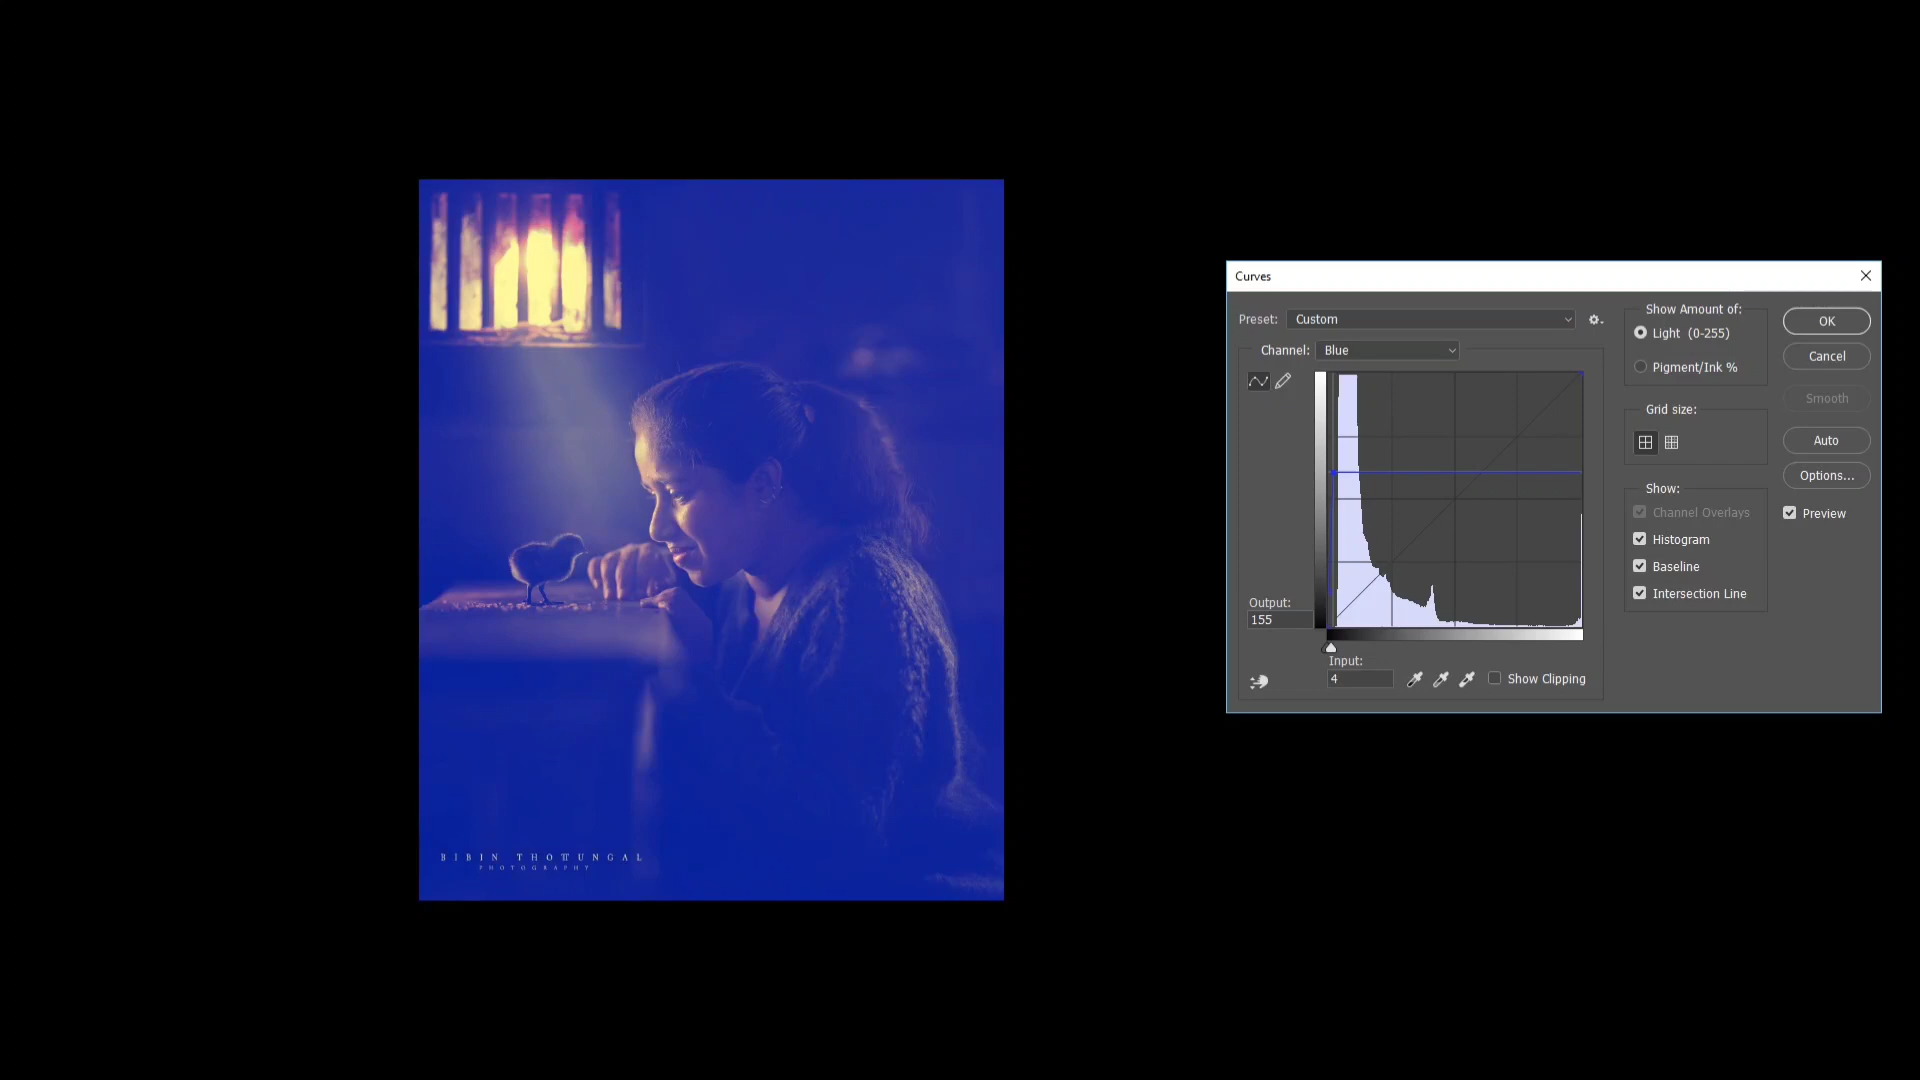 Curves
Preset: Custom
Channel: Blue
Output:
155
Input:
4
Show Clipping
Show Amount of:
Light (0-255)
Pigment/Ink %
Grid size:
Show:
Channel Overlays
Histogram
Baseline
Intersection Line
OK
Cancel
Smooth
Auto
Options...
Preview
BIBIN THOTTUNGAL
PHOTOGRAPHY